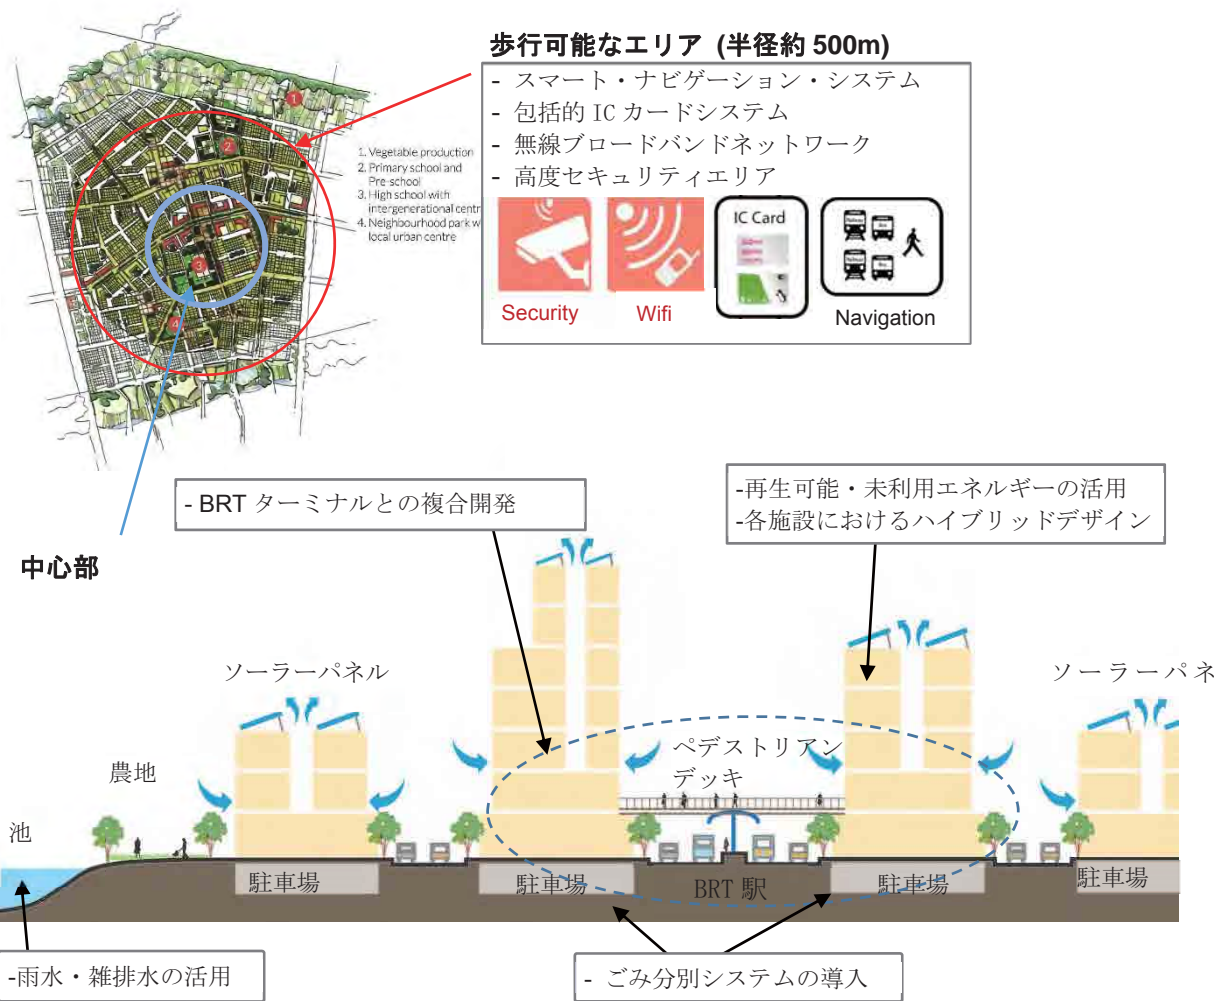 歩行可能なエリア (半径約 500m)
- スマート・ナビゲーション・システム
- 包括的 IC カードシステム
- 無線ブロードバンドネットワーク
- 高度セキュリティエリア
IC Card
Security
Wifi
Navigation
1
2
3
4
1. Vegetable production
2. Primary school and
Pre-school
3. High school with
intergenerational centr
4. Neighbourhood park w
local urban centre
- BRT ターミナルとの複合開発
-再生可能・未利用エネルギーの活用
-各施設におけるハイブリッドデザイン
中心部
ソーラーパネル
ソーラーパネ
ペデストリアン
デッキ
農地
池
駐車場
駐車場
BRT 駅
駐車場
駐車場
-雨水・雑排水の活用
- ごみ分別システムの導入